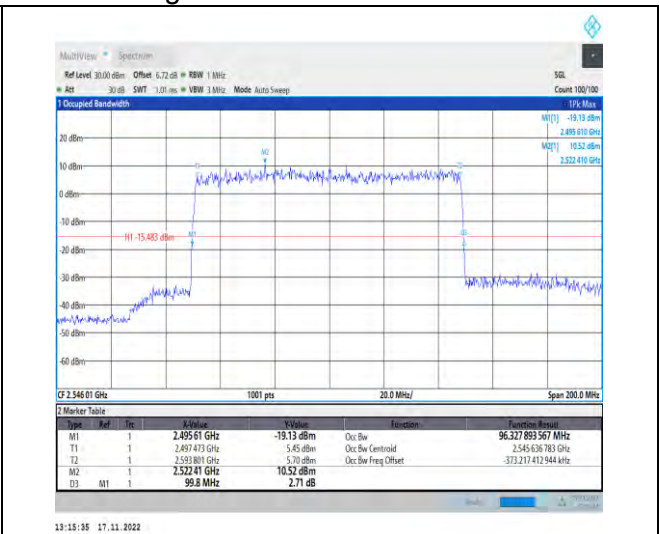 MultiView Spectrum
Ref Level 30.00 dBm Offset 6.72 dB RBW 1 MHz SGL
Att 30 dB SWT 1.01 ms VBW 3 MHz Mode Auto Sweep Count 100/100
1 Occupied Bandwidth 1Pk Max
M1[1] -19.13 dBm
2.495 610 GHz
M2[1] 10.52 dBm
2.522 410 GHz
20 dBm
M2
10 dBm
0 dBm
-10 dBm
H1 -15.483 dBm M1
-20 dBm
-30 dBm
-40 dBm
-50 dBm
-60 dBm
CF 2.546 01 GHz 1001 pts 20.0 MHz/ Span 200.0 MHz
2 Marker Table
Type Ref Trc X-Value Y-Value Function Function Result
M1 1 2.495 61 GHz -19.13 dBm Occ Bw 96.327 893 567 MHz
T1 1 2.497 473 GHz 5.45 dBm Occ Bw Centroid 2.545 636 783 GHz
T2 1 2.593 801 GHz 5.70 dBm Occ Bw Freq Offset -373.217 412 944 kHz
M2 1 2.522 41 GHz 10.52 dBm
D3 M1 1 99.8 MHz 2.71 dB
13:15:35 17.11.2022